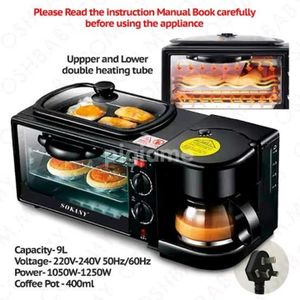 Please Read the instruction Manual Book carefully
before using the appliance
Uppper and Lower
double heating tube
pigiame
SOKANY
Capacity- 9L
Voltage- 220V-240V 50Hz/60Hz
Power- 1050W-1250W
Coffee Pot - 400ml